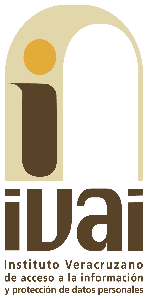 ivai
Instituto Veracruzano
de acceso a la información
y protección de datos personales